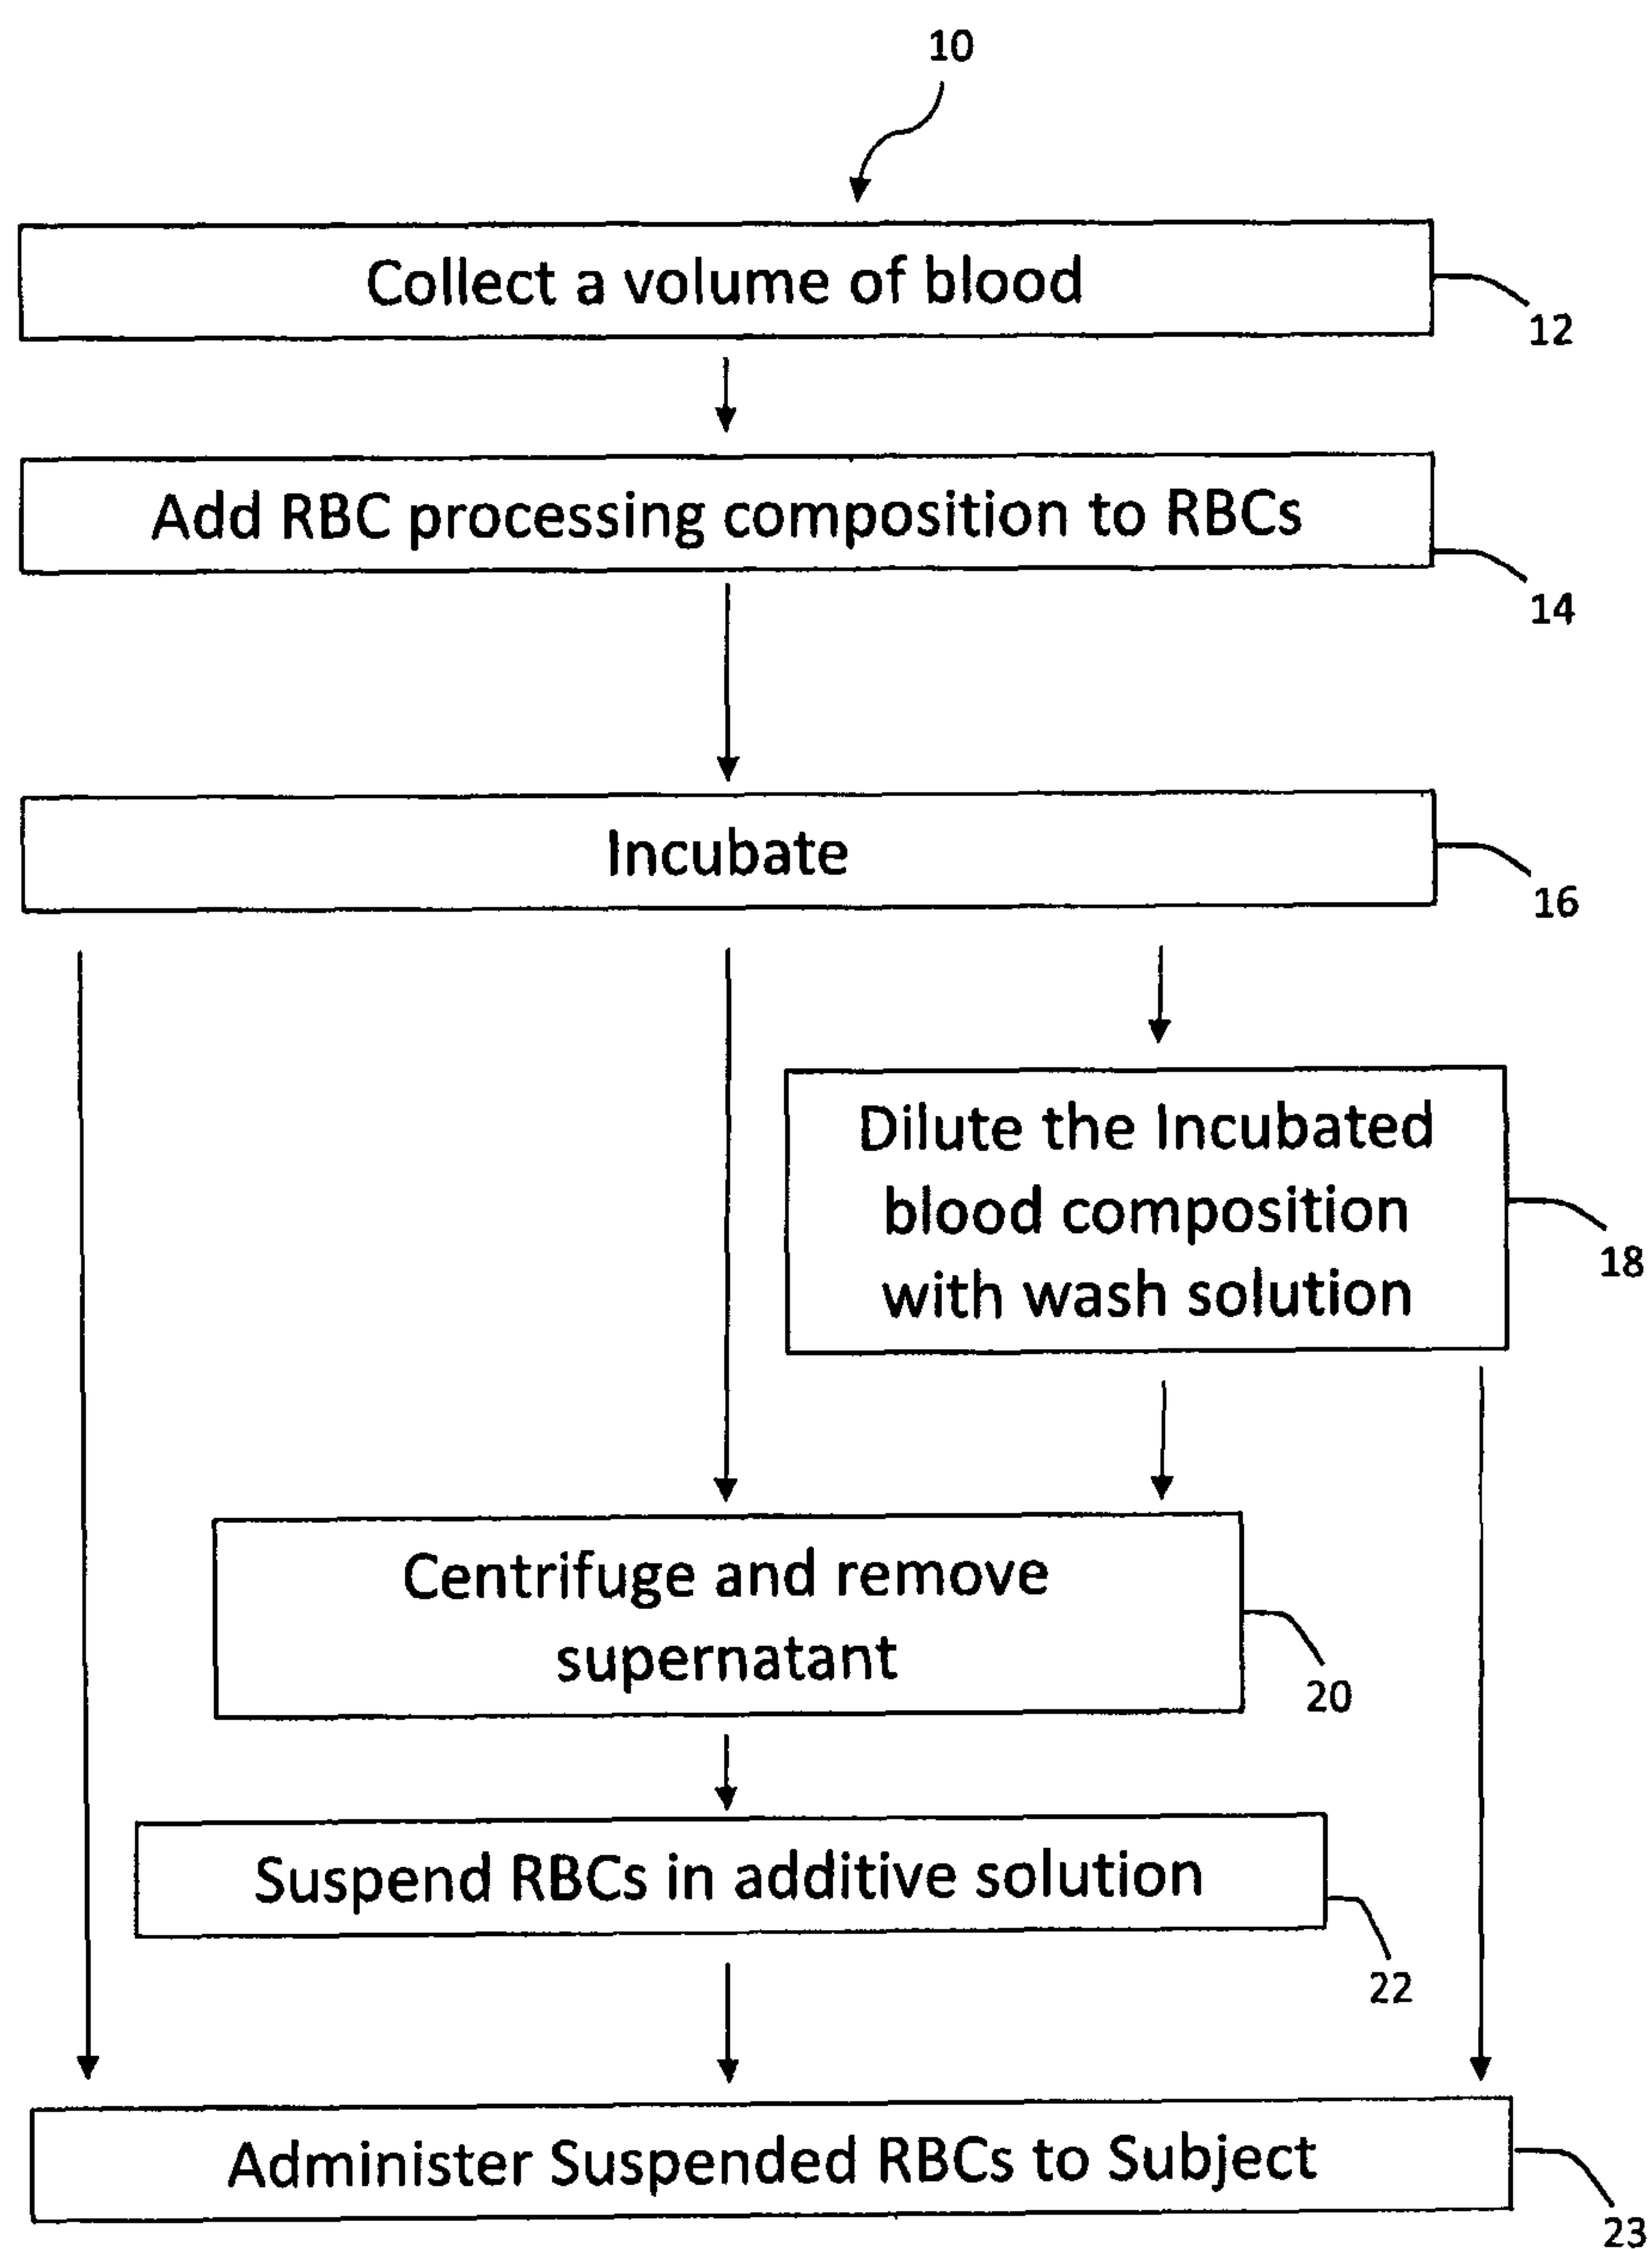 10
Collect a volume of blood
12
Add RBC processing composition to RBCs
14
Incubate
16
Dilute the Incubated
blood composition
with wash solution
18
Centrifuge and remove
supernatant
20
Suspend RBCs in additive solution
22
Administer Suspended RBCs to Subject
23